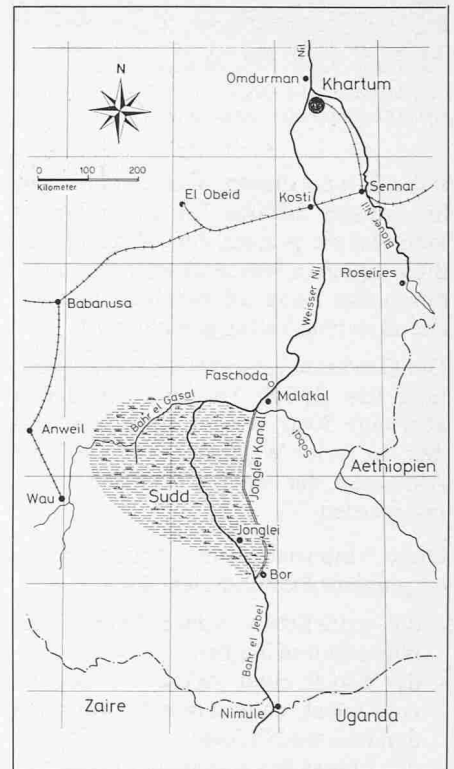 Nil
Omdurman
Khartum
N
0 100 200
Kilometer
El Obeid
Kosti
Sennar
Blauer Nil
Roseires
Weisser Nil
Babanusa
Faschoda
Malakal
Bahr el Gasal
Sobat
Anweil
Jonglei Kanal
Aethiopien
Wau
Sudd
Jonglei
Bor
Bahr el Jebel
Zaire
Nimule
Uganda